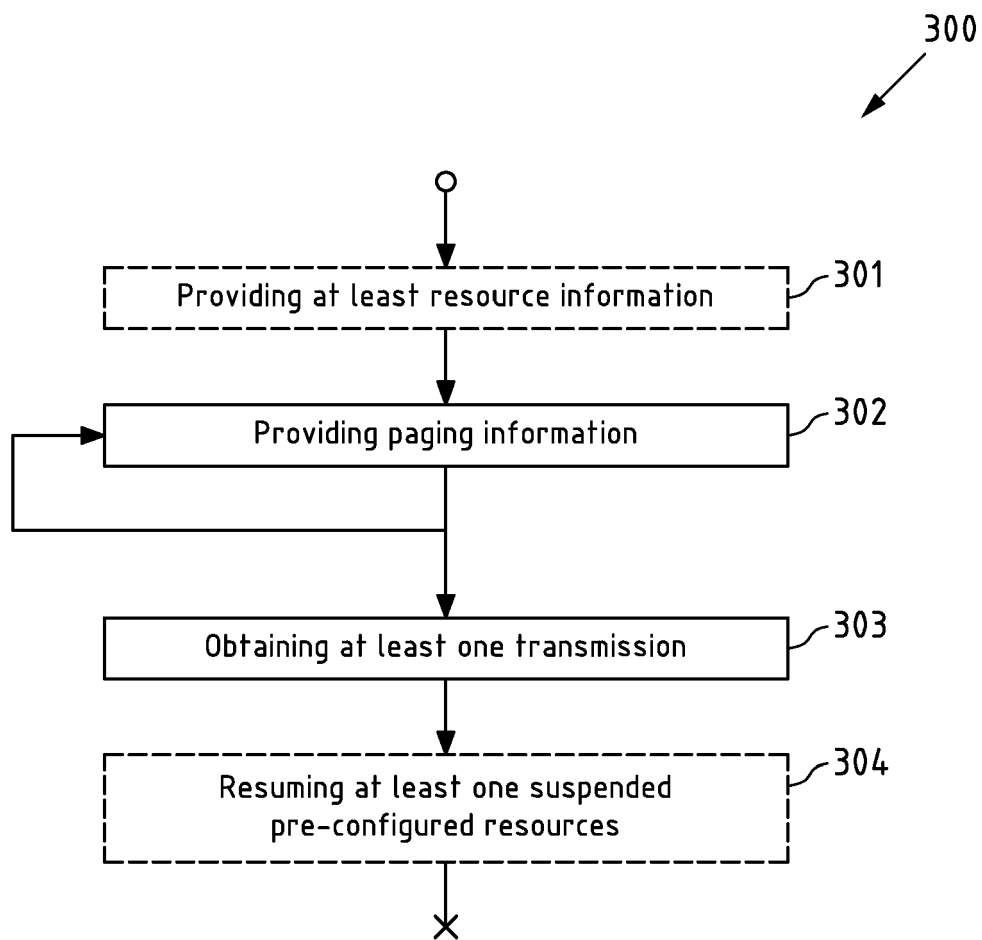 300
Providing at least resource information
301
Providing paging information
302
Obtaining at least one transmission
303
Resuming at least one suspended
pre-configured resources
304